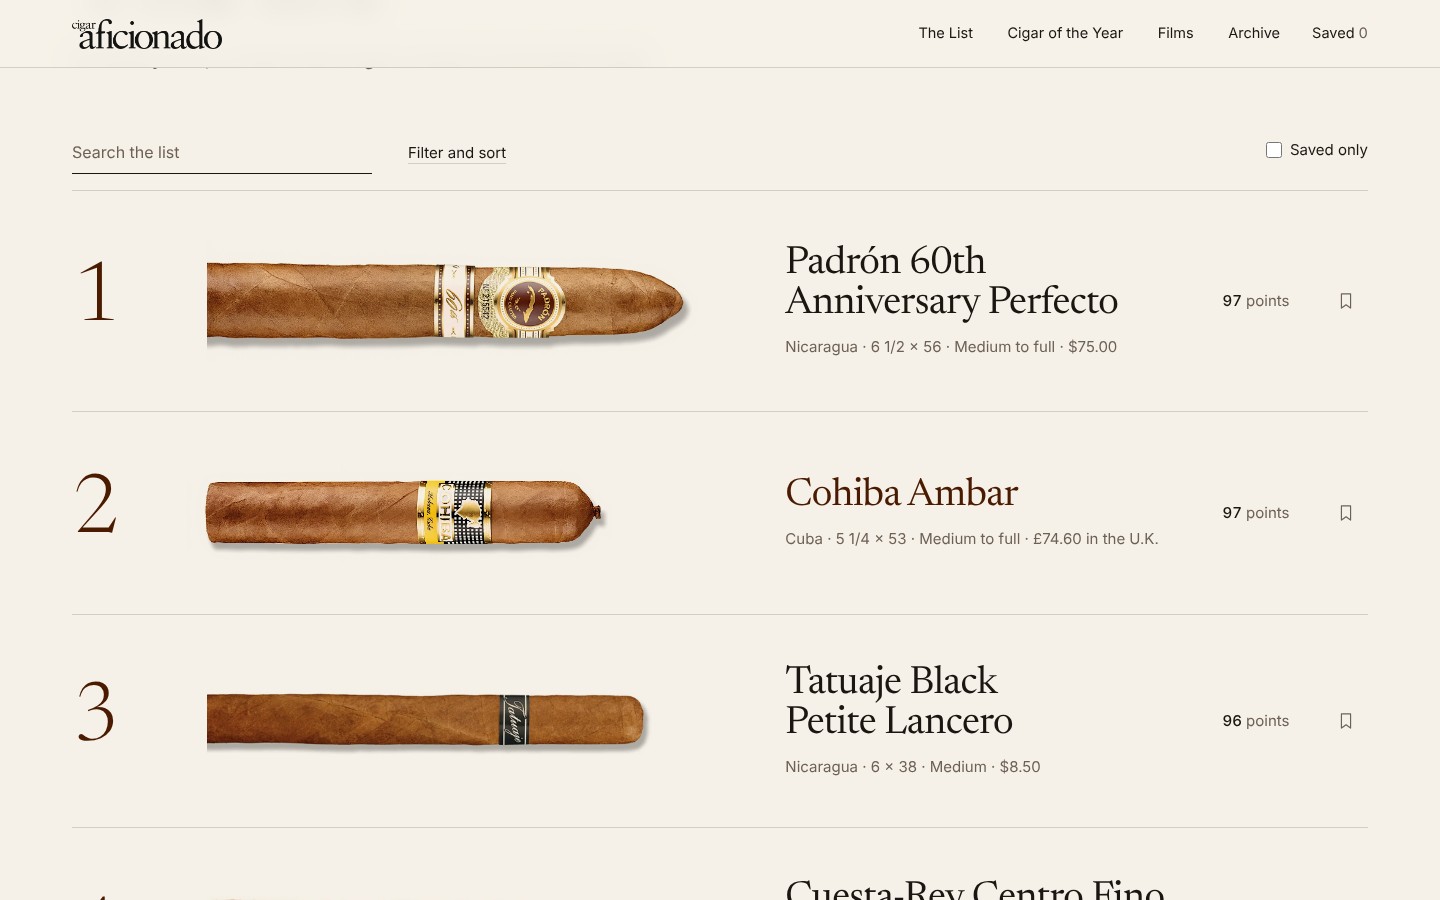 cigar
aficionado
The List
Cigar of the Year
Films
Archive
Saved 0
Search the list
Filter and sort
Saved only
1
PADRÓN
Padrón 60th
Anniversary Perfecto
97 points
Nicaragua · 6 1/2 × 56 · Medium to full · $75.00
2
COHIBA
Cohiba Ambar
97 points
Cuba · 5 1/4 × 53 · Medium to full · £74.60 in the U.K.
3
Tatuaje
Tatuaje Black
Petite Lancero
96 points
Nicaragua · 6 × 38 · Medium · $8.50
Cuesta-Rey Centro Fino